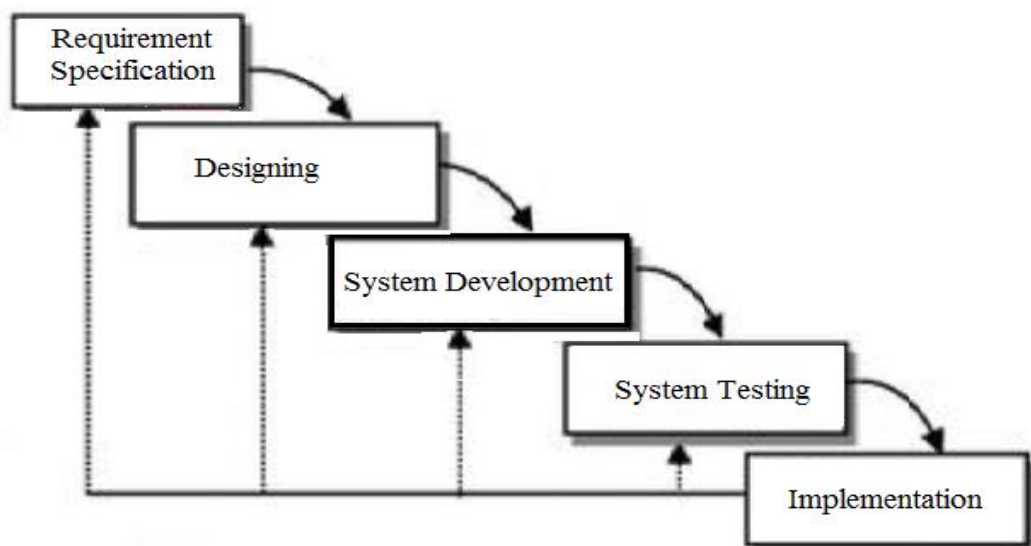 Requirement
Specification
Designing
System Development
System Testing
Implementation